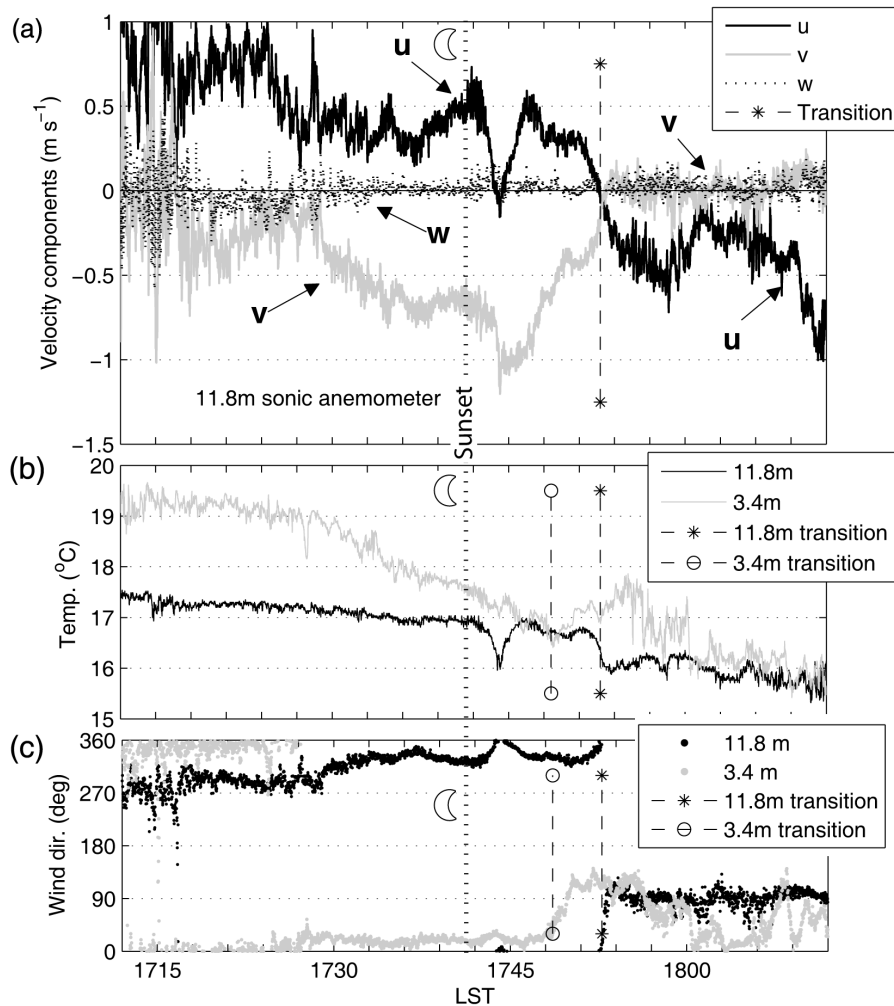 (a)
Velocity components (m s⁻¹)
1
0.5
0
−0.5
−1
−1.5
u
v
w
Transition
u
v
w
v
u
11.8m sonic anemometer
Sunset
(b)
Temp. (°C)
20
19
18
17
16
15
11.8m
3.4m
11.8m transition
3.4m transition
(c)
Wind dir. (deg)
360
270
180
90
0
11.8 m
3.4 m
11.8m transition
3.4m transition
1715 1730 1745 1800
LST